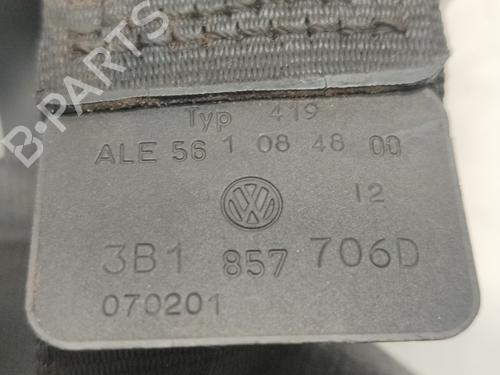 B-PARTS
Typ 419
ALE 56 1 08 48 00
12
3B1 857 706D
070201